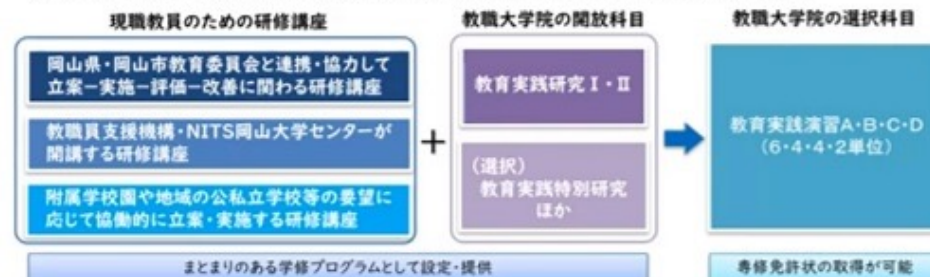 現職教員のための研修講座
岡山県・岡山市教育委員会と連携・協力して
立案ー実施ー評価ー改善に関わる研修講座
教職員支援機構・NITS岡山大学センターが
開講する研修講座
附属学校園や地域の公私立学校等の要望に
応じて協働的に立案・実施する研修講座
+
教職大学院の開放科目
教育実践研究Ⅰ・Ⅱ
(選択)
教育実践特別研究
ほか
教職大学院の選択科目
教育実践演習A・B・C・D
(6・4・4・2単位)
まとまりのある学修プログラムとして設定・提供
専修免許状の取得が可能